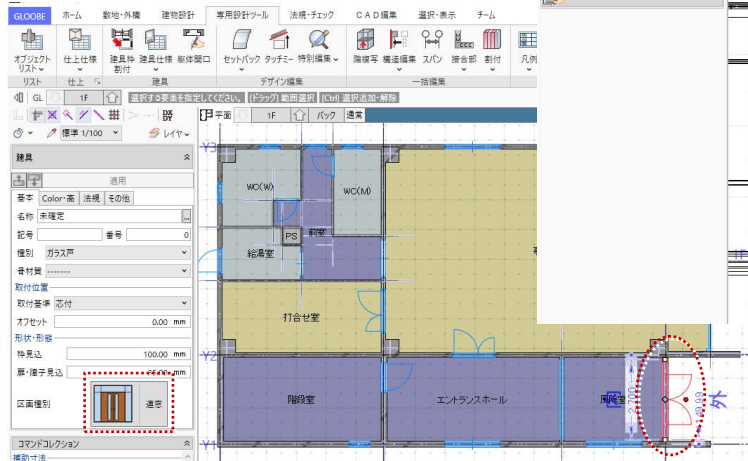 GLOOBE ホーム 敷地・外構 建物設計 専用設計ツール 法規・チェック CAD編集 選択・表示 チーム
オブジェクト リスト 仕上仕様 建具枠 割付 建具仕様 躯体開口 セットバック タッチミー 特別編集 階複写 構造編集 スパン 接合部 割付 凡例
リスト 仕上 建具 デザイン編集 一括編集
GL 1F 選択する要素を指定してください。 [ドラッグ] 範囲選択 [Ctrl] 選択追加・解除
平面 1F バック 通常
標準 1/100 レイヤ
建具
適用
基本 Color・高 法規 その他
名称 未確定 ...
記号 番号 0
種別 ガラス戸
骨材質 -------
取付位置
取付基準 芯付
オフセット 0.00 mm
形状・形態
枠見込 100.00 mm
扉・障子見込 mm
区画種別 連窓
コマンドコレクション
補助寸法
Y3
WC(W)
WC(M)
PS
前室
給湯室
打合せ室
Y2
階段室
エントランスホール
風除室
2,700
外
Y1
1F